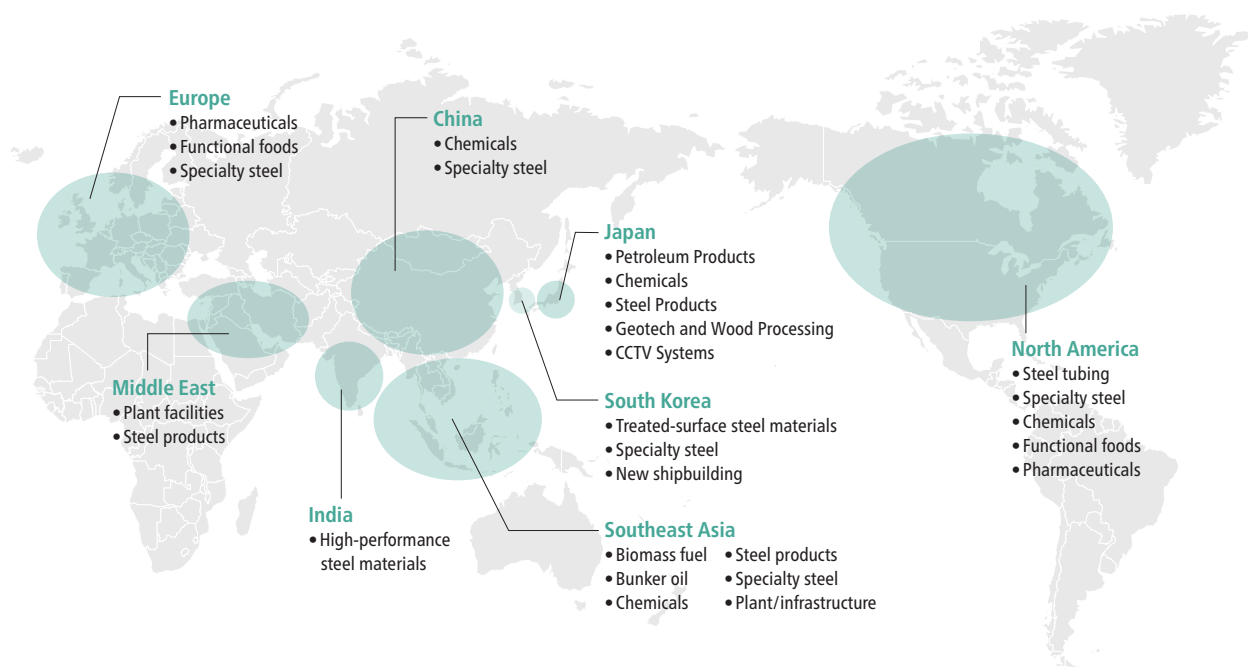 Europe
• Pharmaceuticals
• Functional foods
• Specialty steel
China
• Chemicals
• Specialty steel
Japan
• Petroleum Products
• Chemicals
• Steel Products
• Geotech and Wood Processing
• CCTV Systems
North America
• Steel tubing
• Specialty steel
• Chemicals
• Functional foods
• Pharmaceuticals
Middle East
• Plant facilities
• Steel products
South Korea
• Treated-surface steel materials
• Specialty steel
• New shipbuilding
India
• High-performance
steel materials
Southeast Asia
• Biomass fuel
• Bunker oil
• Chemicals
• Steel products
• Specialty steel
• Plant/infrastructure